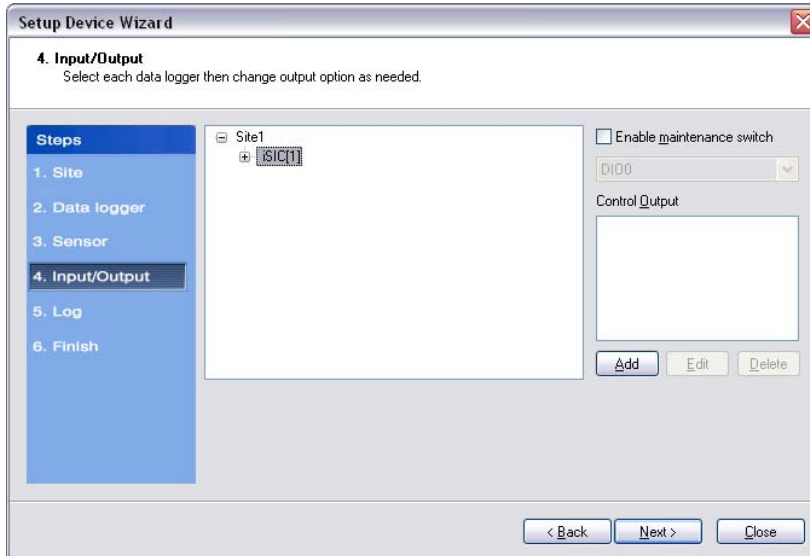 Setup Device Wizard
4. Input/Output
Select each data logger then change output option as needed.
Steps
1. Site
2. Data logger
3. Sensor
4. Input/Output
5. Log
6. Finish
Site1
iSIC[1]
Enable maintenance switch
DIO0
Control Output
Add
Edit
Delete
< Back
Next >
Close